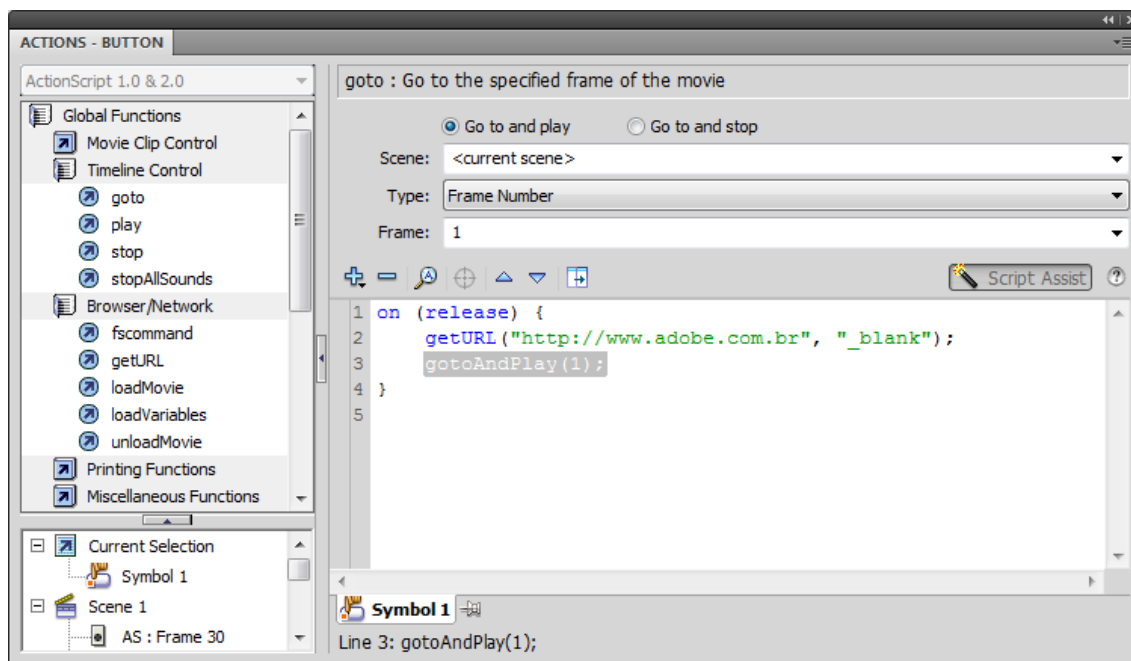 ACTIONS - BUTTON
ActionScript 1.0 & 2.0
Global Functions
Movie Clip Control
Timeline Control
goto
play
stop
stopAllSounds
Browser/Network
fscommand
getURL
loadMovie
loadVariables
unloadMovie
Printing Functions
Miscellaneous Functions
Current Selection
Symbol 1
Scene 1
AS : Frame 30
goto : Go to the specified frame of the movie
Go to and play Go to and stop
Scene: <current scene>
Type: Frame Number
Frame: 1
Script Assist
1 on (release) {
2 getURL("http://www.adobe.com.br", "_blank");
3 gotoAndPlay(1);
4 }
5
Symbol 1
Line 3: gotoAndPlay(1);